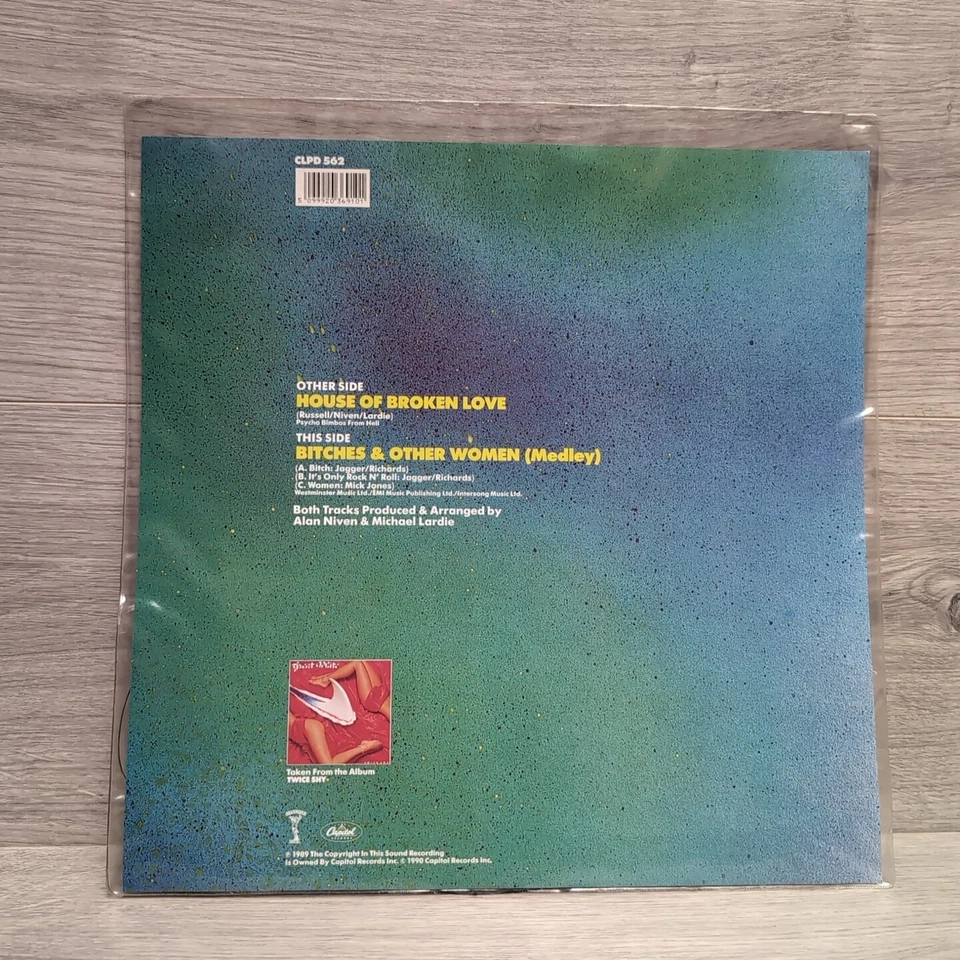 CLPD 562
5 099920 369101
OTHER SIDE
HOUSE OF BROKEN LOVE
(Russell/Niven/Lardie)
Psycho Bimbos From Hell
THIS SIDE
BITCHES & OTHER WOMEN (Medley)
(A. Bitch: Jagger/Richards)
(B. It's Only Rock N' Roll: Jagger/Richards)
(C. Women: Mick Jones)
Westminster Music Ltd./EMI Music Publishing Ltd./Intersong Music Ltd.
Both Tracks Produced & Arranged by
Alan Niven & Michael Lardie
Great White
Taken From the Album
TWICE SHY
Capitol
℗ 1989 The Copyright In This Sound Recording
Is Owned By Capitol Records Inc. © 1990 Capitol Records Inc.